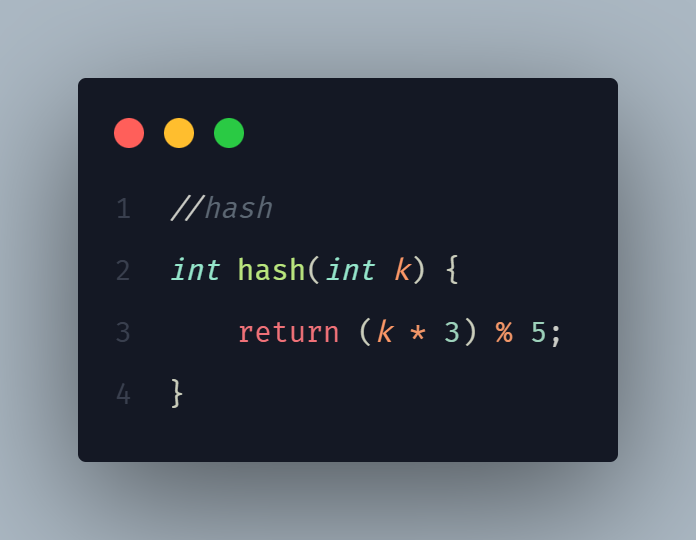 1 //hash
2 int hash(int k) {
3     return (k * 3) % 5;
4 }